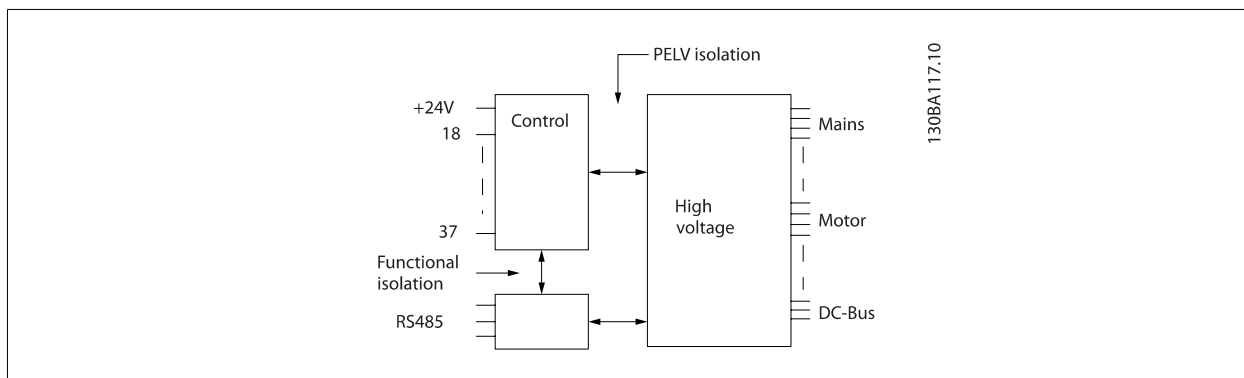 PELV isolation
+24V
Control
18
Mains
High
voltage
Motor
37
Functional
isolation
RS485
DC-Bus
130BA117.10